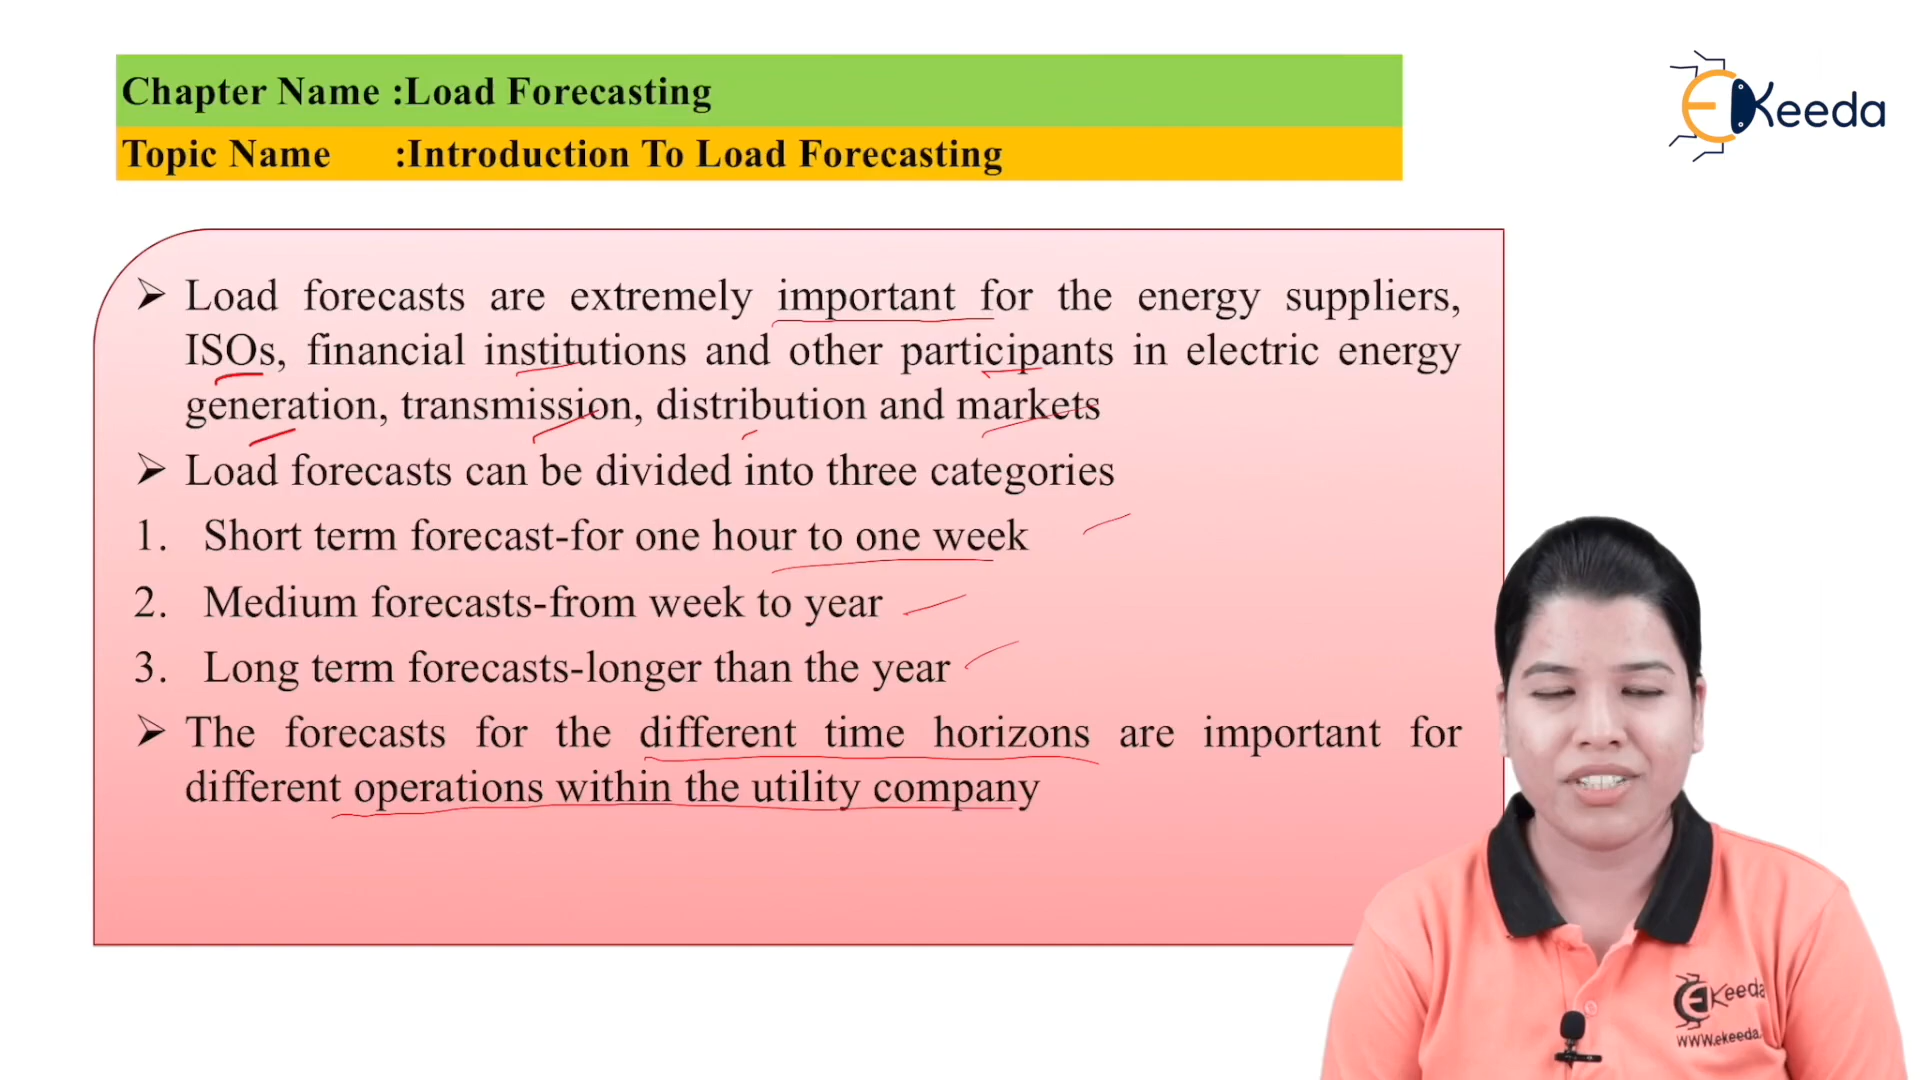 Chapter Name :Load Forecasting
Topic Name :Introduction To Load Forecasting
EKeeda
➢ Load forecasts are extremely important for the energy suppliers,
ISOs, financial institutions and other participants in electric energy
generation, transmission, distribution and markets
➢ Load forecasts can be divided into three categories
1. Short term forecast-for one hour to one week
2. Medium forecasts-from week to year
3. Long term forecasts-longer than the year
➢ The forecasts for the different time horizons are important for
different operations within the utility company
EKeeda
WWW.ekeeda.